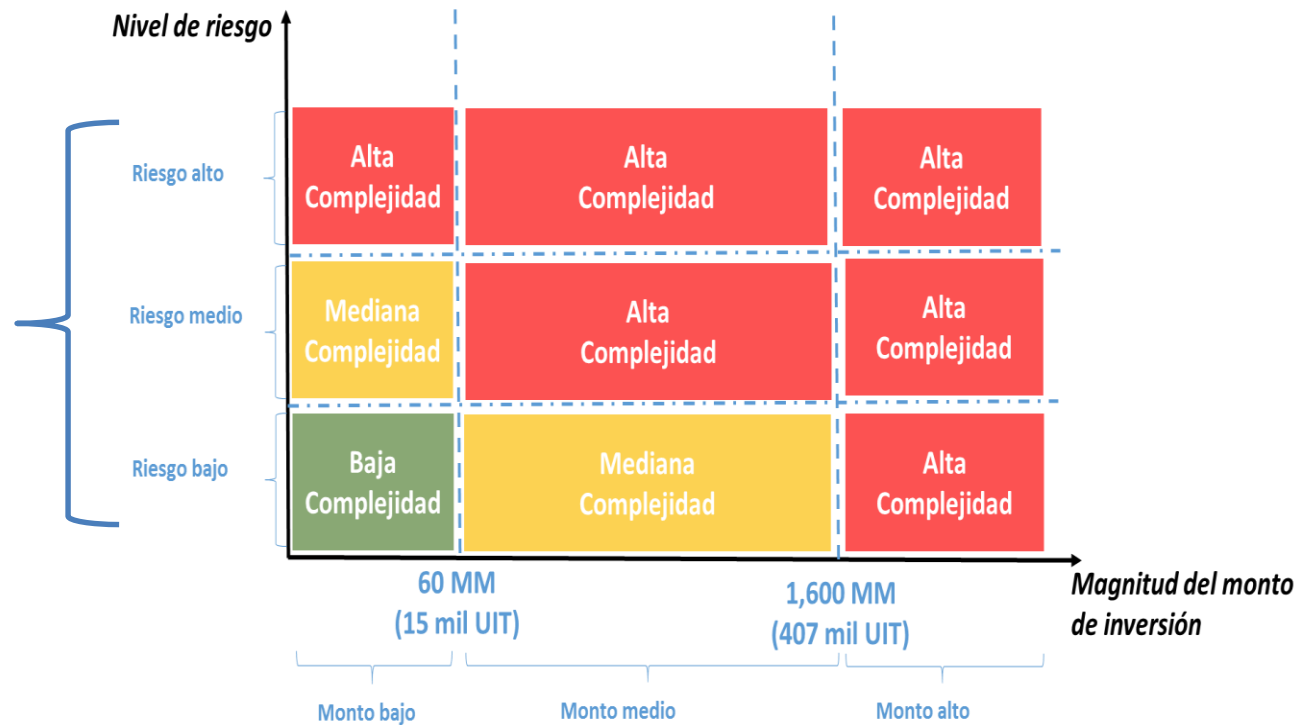 Nivel de riesgo
Riesgo alto
Alta
Complejidad
Alta
Complejidad
Alta
Complejidad
Riesgo medio
Mediana
Complejidad
Alta
Complejidad
Alta
Complejidad
Riesgo bajo
Baja
Complejidad
Mediana
Complejidad
Alta
Complejidad
60 MM
(15 mil UIT)
1,600 MM
(407 mil UIT)
Magnitud del monto
de inversión
Monto bajo
Monto medio
Monto alto